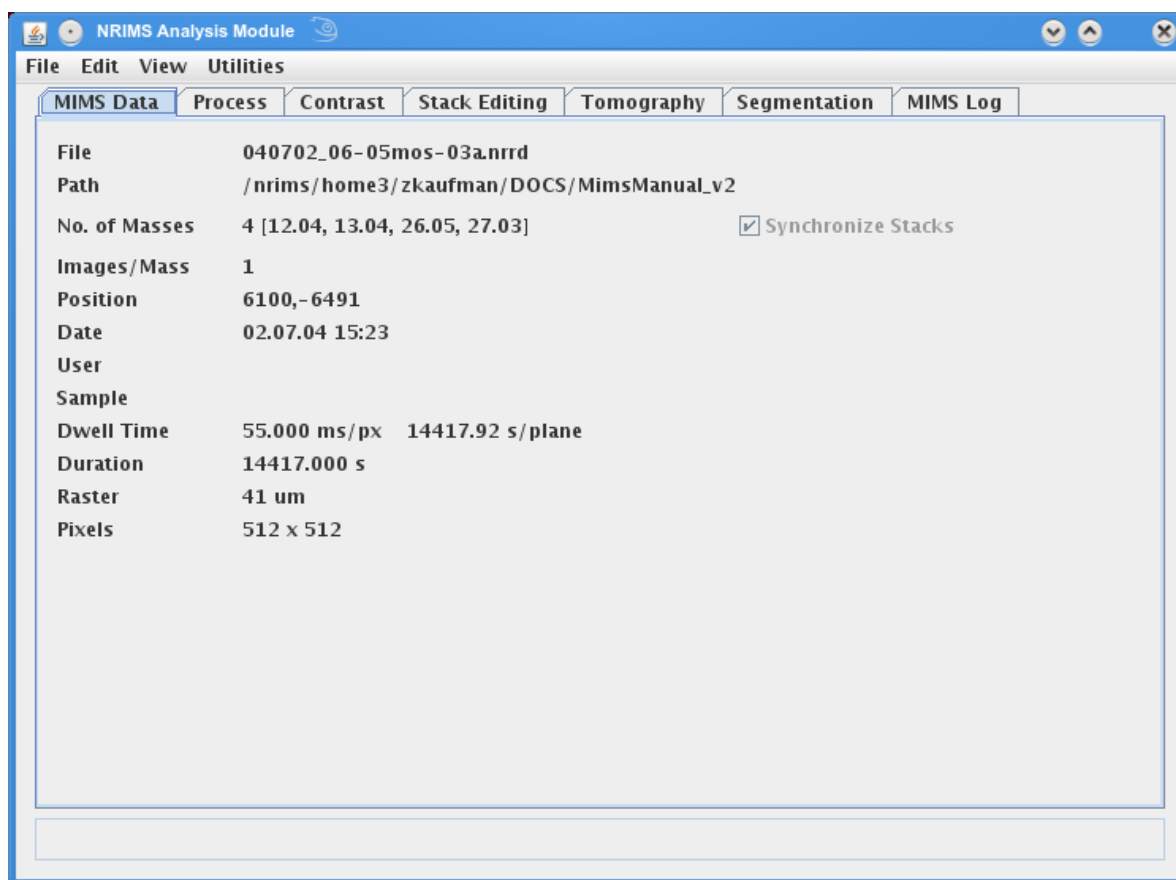 NRIMS Analysis Module
File Edit View Utilities
MIMS Data Process Contrast Stack Editing Tomography Segmentation MIMS Log
File 040702_06-05mos-03a.nrrd
Path /nrims/home3/zkaufman/DOCS/MimsManual_v2
No. of Masses 4 [12.04, 13.04, 26.05, 27.03] Synchronize Stacks
Images/Mass 1
Position 6100,-6491
Date 02.07.04 15:23
User
Sample
Dwell Time 55.000 ms/px 14417.92 s/plane
Duration 14417.000 s
Raster 41 um
Pixels 512 x 512